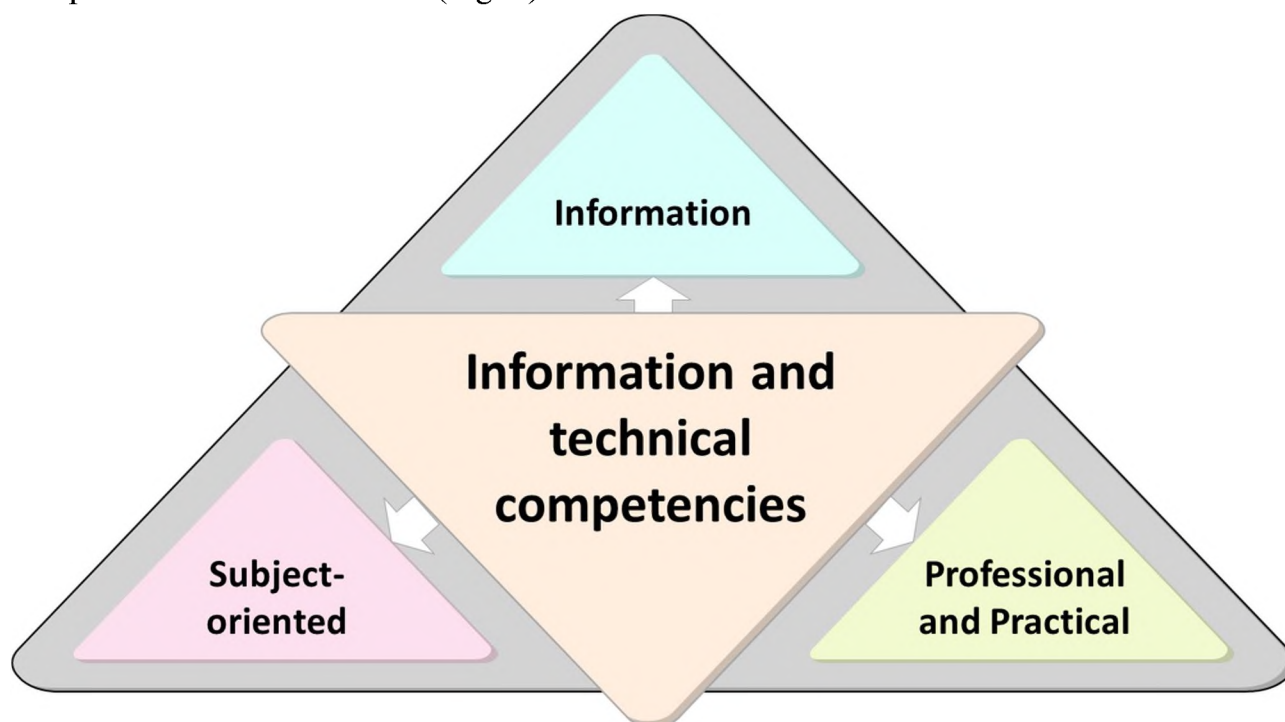 Information
Information and
technical
competencies
Subject-
oriented
Professional
and Practical